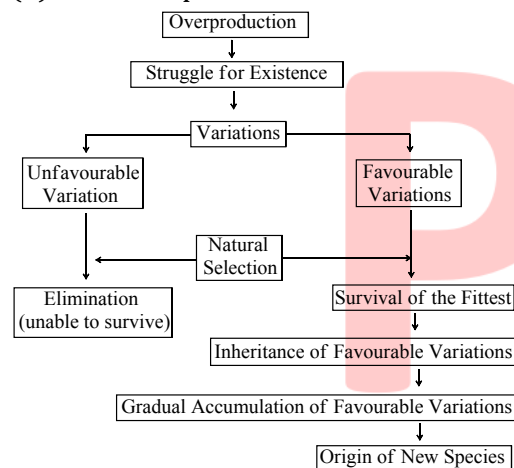 Overproduction
Struggle for Existence
Variations
Unfavourable
Variation
Favourable
Variations
Natural
Selection
Elimination
(unable to survive)
Survival of the Fittest
Inheritance of Favourable Variations
Gradual Accumulation of Favourable Variations
Origin of New Species